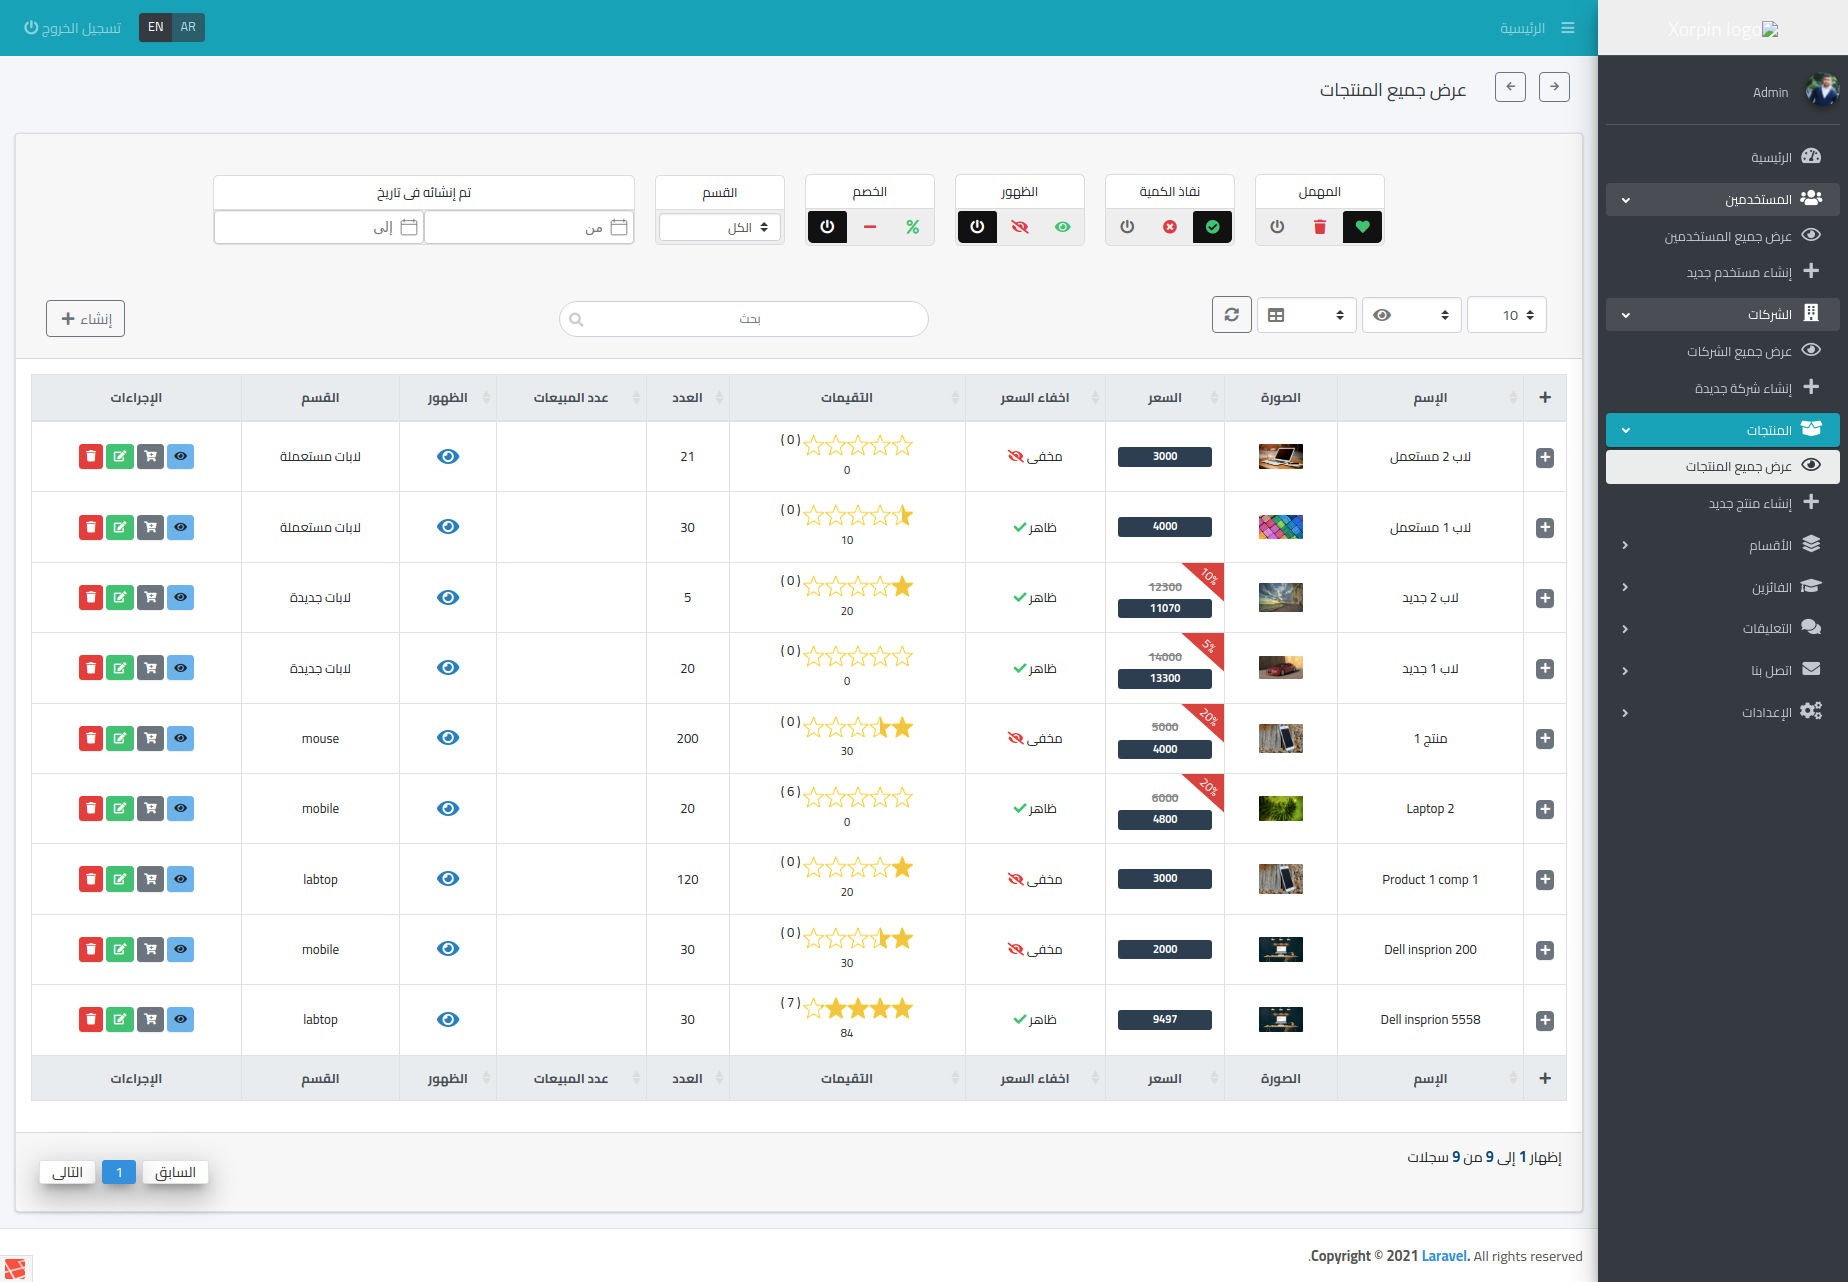 Xorpin logo
الرئيسية
EN
AR
تسجيل الخروج
Admin
الرئيسية
المستخدمين
عرض جميع المستخدمين
إنشاء مستخدم جديد
الشركات
عرض جميع الشركات
إنشاء شركة جديدة
المنتجات
عرض جميع المنتجات
إنشاء منتج جديد
الأقسام
الفائزين
التعليقات
اتصل بنا
الإعدادات
عرض جميع المنتجات
المهمل
نفاذ الكمية
الظهور
الخصم
القسم
الكل
تم إنشائه فى تاريخ
من
إلى
10
بحث
إنشاء
الإسم الصورة السعر اخفاء السعر التقيمات العدد عدد المبيعات الظهور القسم الإجراءات
لاب 2 مستعمل 3000 مخفى ( 0 ) 0 21 لابات مستعملة
لاب 1 مستعمل 4000 ظاهر ( 0 ) 10 30 لابات مستعملة
لاب 2 جديد 10% 12300 11070 ظاهر ( 0 ) 20 5 لابات جديدة
لاب 1 جديد 5% 14000 13300 ظاهر ( 0 ) 0 20 لابات جديدة
منتج 1 20% 5000 4000 مخفى ( 0 ) 30 200 mouse
Laptop 2 20% 6000 4800 ظاهر ( 6 ) 0 20 mobile
Product 1 comp 1 3000 مخفى ( 0 ) 20 120 labtop
Dell insprion 200 2000 مخفى ( 0 ) 30 30 mobile
Dell insprion 5558 9497 ظاهر ( 7 ) 84 30 labtop
الإسم الصورة السعر اخفاء السعر التقيمات العدد عدد المبيعات الظهور القسم الإجراءات
إظهار 1 إلى 9 من 9 سجلات
السابق 1 التالى
.Copyright © 2021 Laravel. All rights reserved